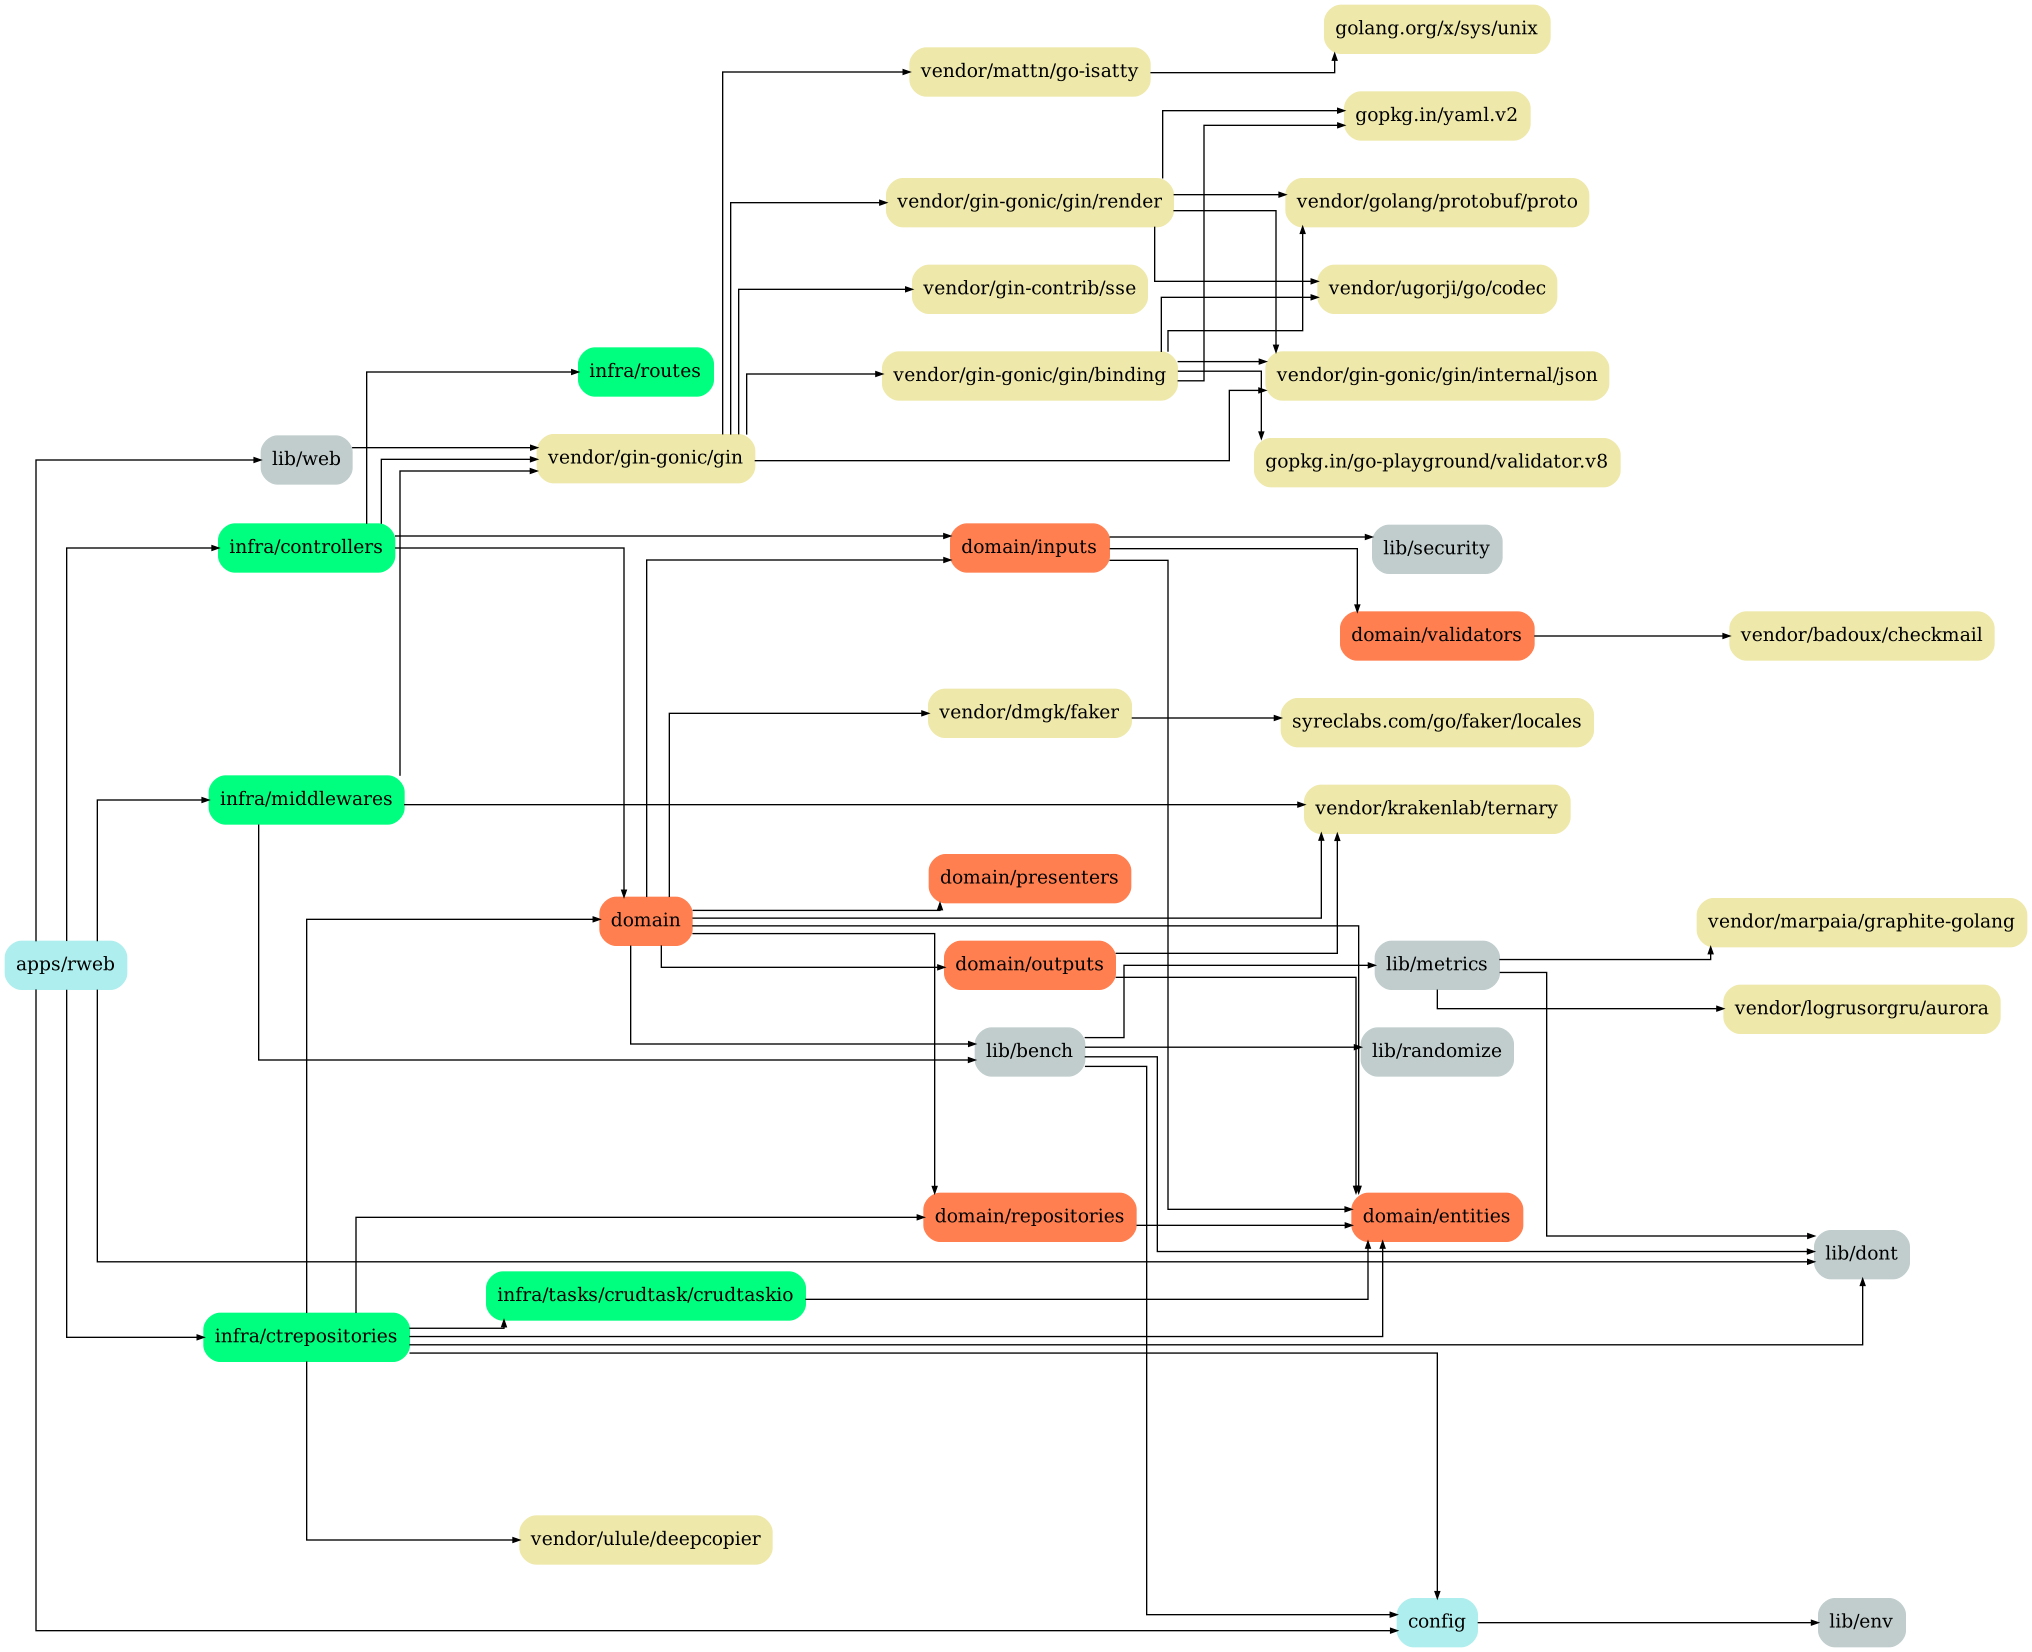 golang.org/x/sys/unix
vendor/mattn/go-isatty
gopkg.in/yaml.v2
vendor/gin-gonic/gin/render
vendor/golang/protobuf/proto
vendor/gin-contrib/sse
vendor/ugorji/go/codec
infra/routes
vendor/gin-gonic/gin/binding
vendor/gin-gonic/gin/internal/json
lib/web
vendor/gin-gonic/gin
gopkg.in/go-playground/validator.v8
infra/controllers
domain/inputs
lib/security
domain/validators
vendor/badoux/checkmail
vendor/dmgk/faker
syreclabs.com/go/faker/locales
infra/middlewares
vendor/krakenlab/ternary
domain/presenters
domain
vendor/marpaia/graphite-golang
apps/rweb
domain/outputs
lib/metrics
vendor/logrusorgru/aurora
lib/bench
lib/randomize
domain/repositories
domain/entities
lib/dont
infra/tasks/crudtask/crudtaskio
infra/ctrepositories
vendor/ulule/deepcopier
config
lib/env